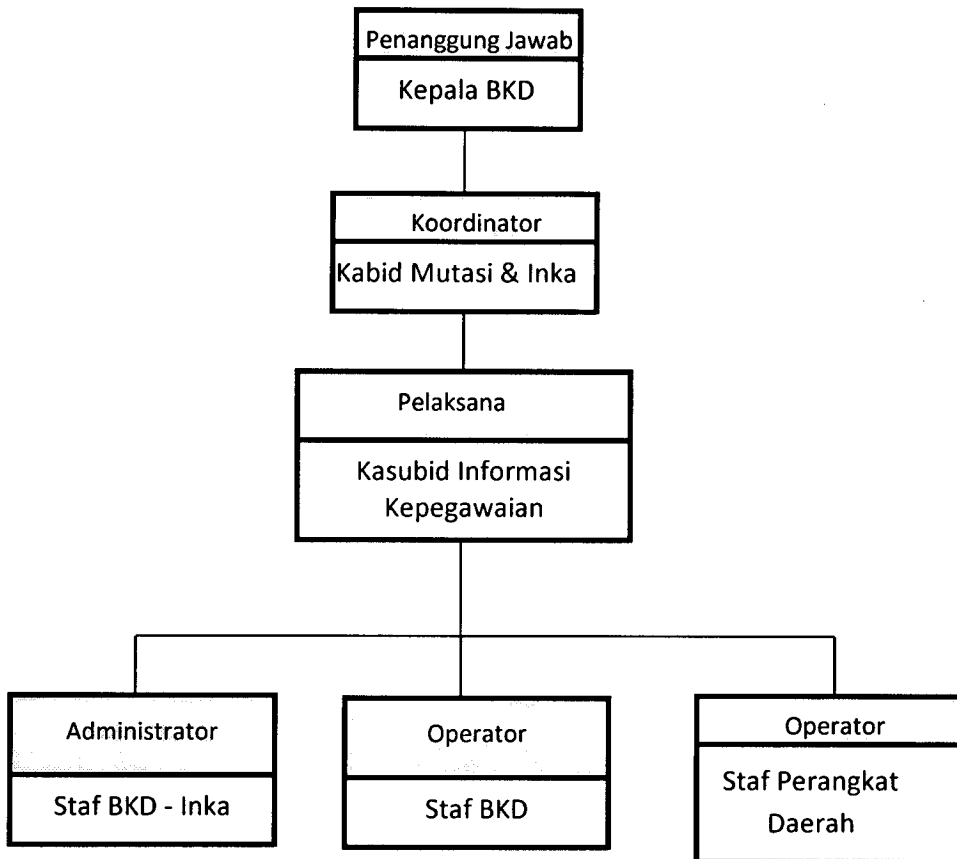 Penanggung Jawab
Kepala BKD
Koordinator
Kabid Mutasi & Inka
Pelaksana
Kasubid Informasi
Kepegawaian
Administrator
Staf BKD - Inka
Operator
Staf BKD
Operator
Staf Perangkat
Daerah